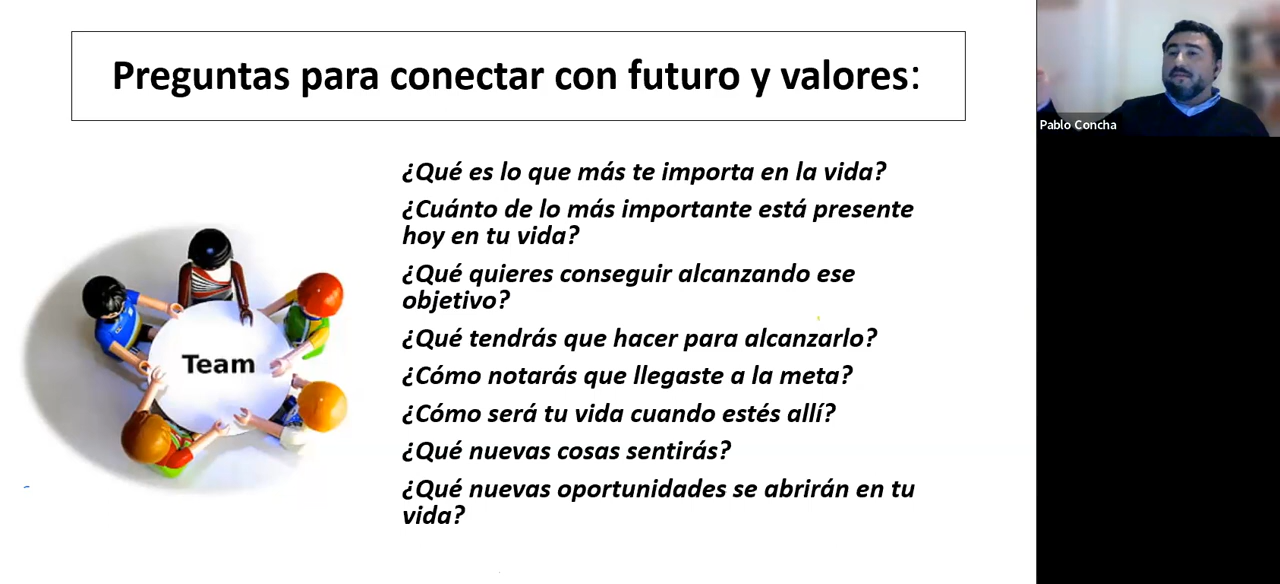 Preguntas para conectar con futuro y valores:
¿Qué es lo que más te importa en la vida?
¿Cuánto de lo más importante está presente
hoy en tu vida?
¿Qué quieres conseguir alcanzando ese
objetivo?
¿Qué tendrás que hacer para alcanzarlo?
¿Cómo notarás que llegaste a la meta?
¿Cómo será tu vida cuando estés allí?
¿Qué nuevas cosas sentirás?
¿Qué nuevas oportunidades se abrirán en tu
vida?
Team
Pablo Concha